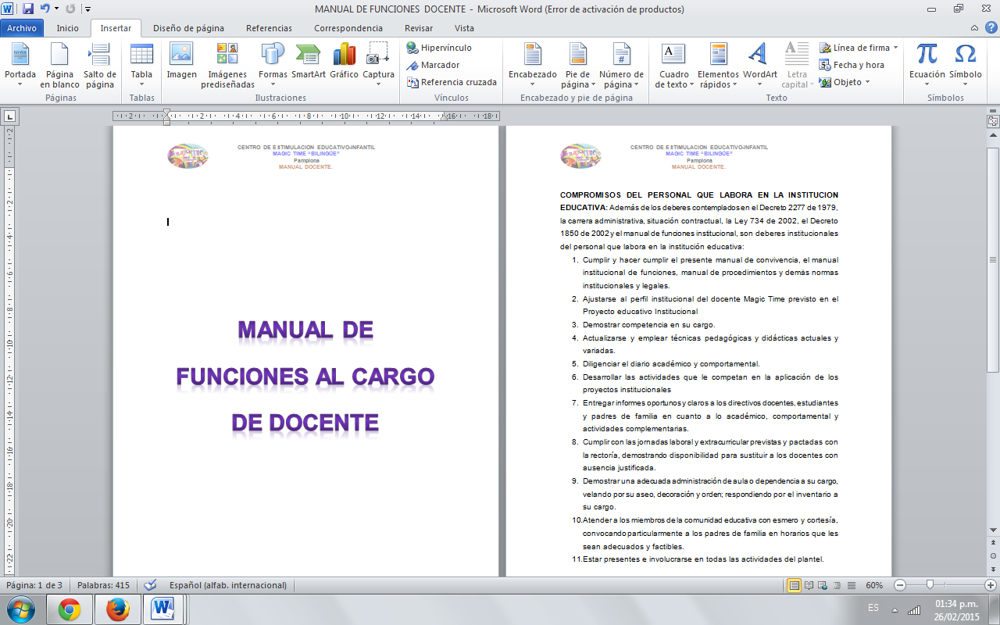 MANUAL DE FUNCIONES DOCENTE - Microsoft Word (Error de activación de productos)
Archivo Inicio Insertar Diseño de página Referencias Correspondencia Revisar Vista
Portada Página en blanco Salto de página
Páginas
Tabla
Tablas
Imagen Imágenes prediseñadas Formas SmartArt Gráfico Captura
Ilustraciones
Hipervínculo
Marcador
Referencia cruzada
Vínculos
Encabezado Pie de página Número de página
Encabezado y pie de página
Cuadro de texto Elementos rápidos WordArt Letra capital
Línea de firma
Fecha y hora
Objeto
Texto
Ecuación Símbolo
Símbolos
CENTRO DE ESTIMULACION EDUCATIVO-INFANTIL
MAGIC TIME “BILINGÜE”
Pamplona
MANUAL DOCENTE.
MANUAL DE
FUNCIONES AL CARGO
DE DOCENTE
CENTRO DE ESTIMULACION EDUCATIVO-INFANTIL
MAGIC TIME “BILINGÜE”
Pamplona
MANUAL DOCENTE.
COMPROMISOS DEL PERSONAL QUE LABORA EN LA INSTITUCION
EDUCATIVA: Además de los deberes contemplados en el Decreto 2277 de 1979,
la carrera administrativa, situación contractual, la Ley 734 de 2002, el Decreto
1850 de 2002 y el manual de funciones institucional, son deberes institucionales
del personal que labora en la institución educativa:
1. Cumplir y hacer cumplir el presente manual de convivencia, el manual
institucional de funciones, manual de procedimientos y demás normas
institucionales y legales.
2. Ajustarse al perfil institucional del docente Magic Time previsto en el
Proyecto educativo Institucional
3. Demostrar competencia en su cargo.
4. Actualizarse y emplear técnicas pedagógicas y didácticas actuales y
variadas.
5. Diligenciar el diario académico y comportamental.
6. Desarrollar las actividades que le competan en la aplicación de los
proyectos institucionales
7. Entregar informes oportunos y claros a los directivos docentes, estudiantes
y padres de familia en cuanto a lo académico, comportamental y
actividades complementarias.
8. Cumplir con las jornadas laboral y extracurricular previstas y pactadas con
la rectoría, demostrando disponibilidad para sustituir a los docentes con
ausencia justificada.
9. Demostrar una adecuada administración de aula o dependencia a su cargo,
velando por su aseo, decoración y orden; respondiendo por el inventario a
su cargo.
10.Atender a los miembros de la comunidad educativa con esmero y cortesía,
convocando particularmente a los padres de familia en horarios que les
sean adecuados y factibles.
11.Estar presentes e involucrarse en todas las actividades del plantel.
Página: 1 de 3 Palabras: 415 Español (alfab. internacional) 60%
ES 01:34 p.m.
26/02/2015